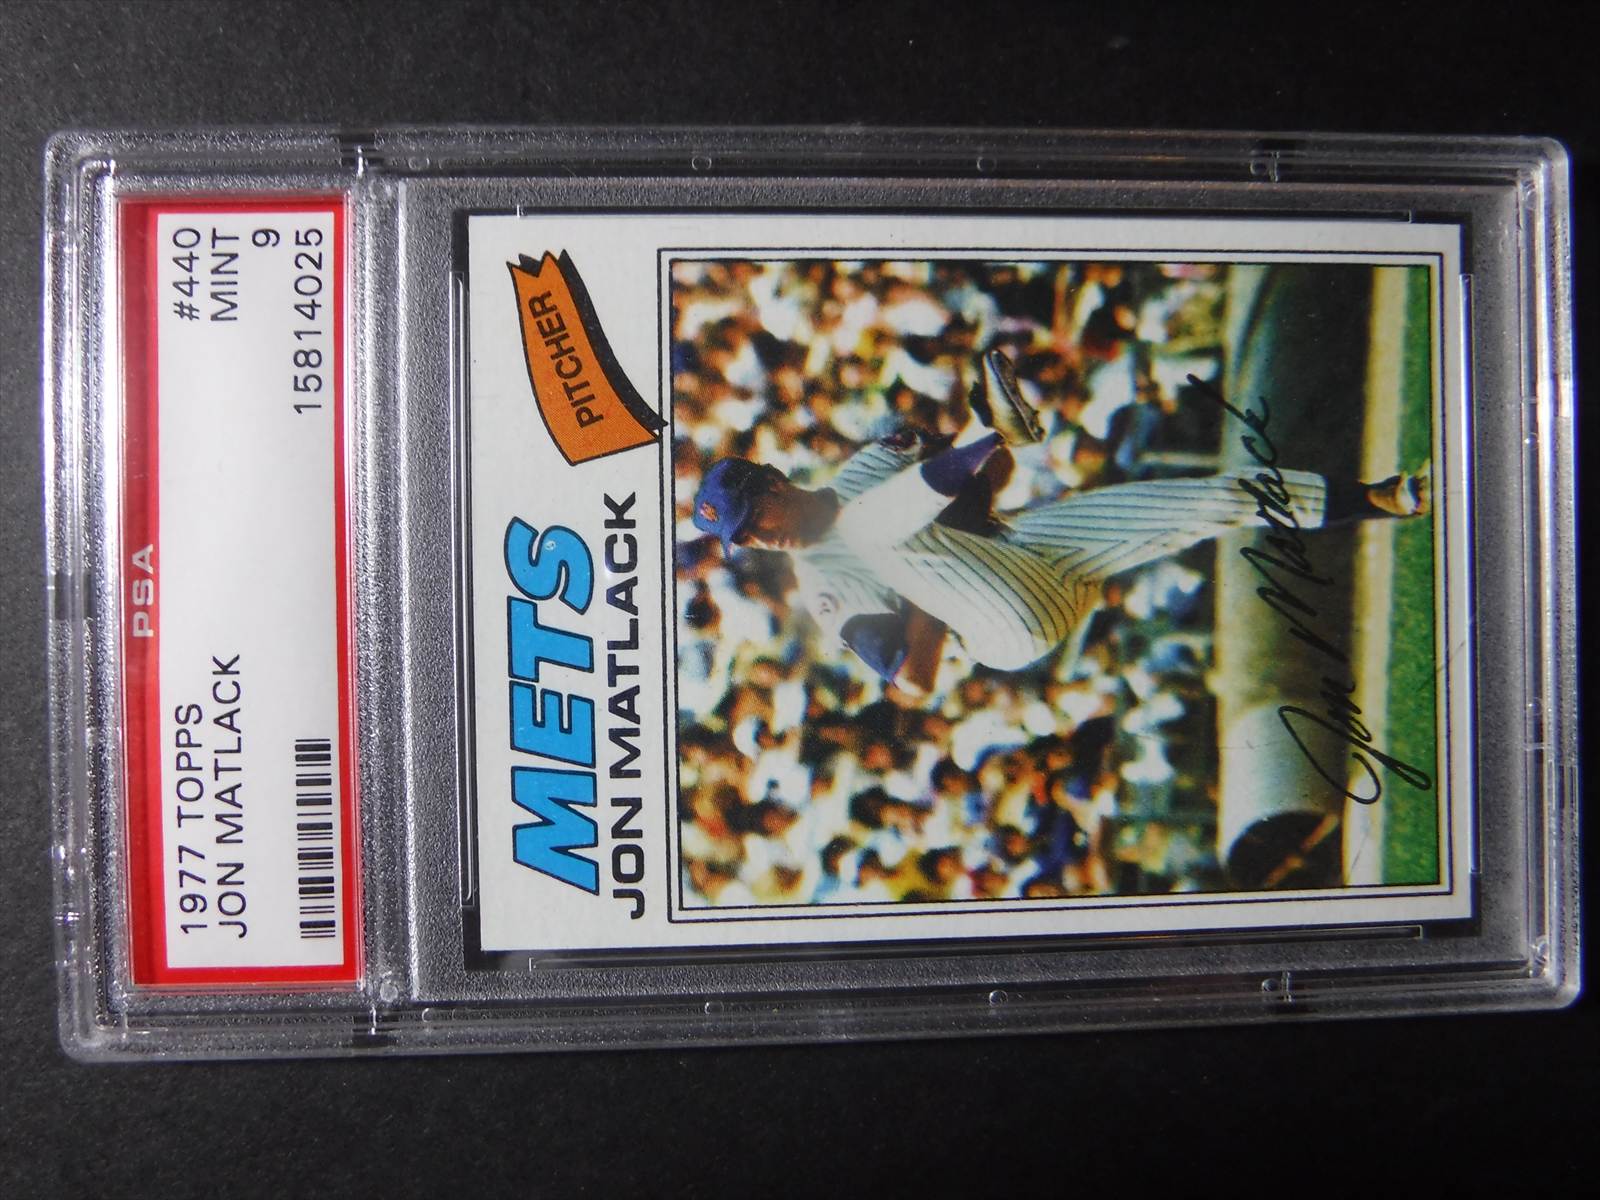 PSA
1977 TOPPS #440
JON MATLACK MINT
9
15814025
METS
JON MATLACK
PITCHER
Jon Matlack